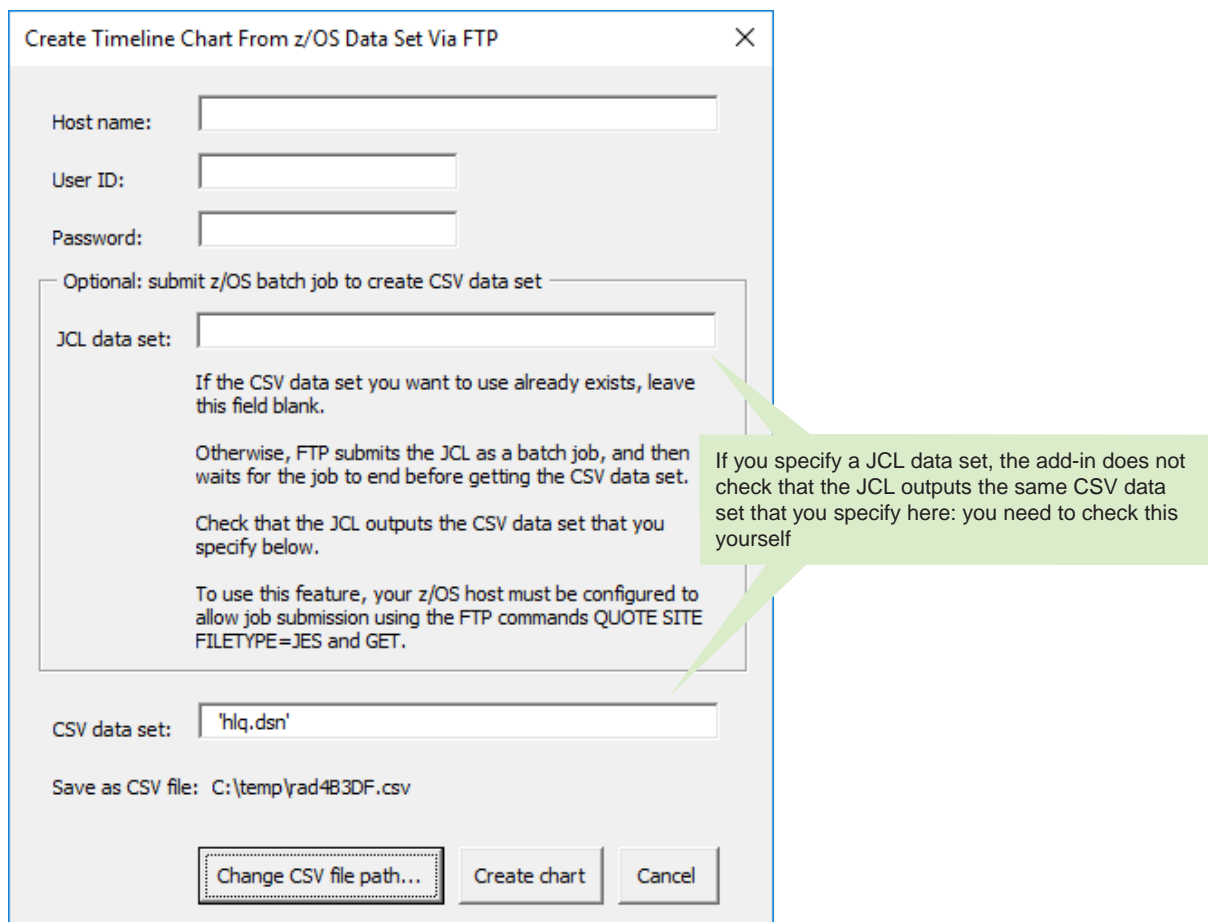 Create Timeline Chart From z/OS Data Set Via FTP
Host name:
User ID:
Password:
Optional: submit z/OS batch job to create CSV data set
JCL data set:
If the CSV data set you want to use already exists, leave
this field blank.
Otherwise, FTP submits the JCL as a batch job, and then
waits for the job to end before getting the CSV data set.
Check that the JCL outputs the CSV data set that you
specify below.
To use this feature, your z/OS host must be configured to
allow job submission using the FTP commands QUOTE SITE
FILETYPE=JES and GET.
If you specify a JCL data set, the add-in does not
check that the JCL outputs the same CSV data
set that you specify here: you need to check this
yourself
CSV data set: 'hlq.dsn'
Save as CSV file: C:\temp\rad4B3DF.csv
Change CSV file path... Create chart Cancel